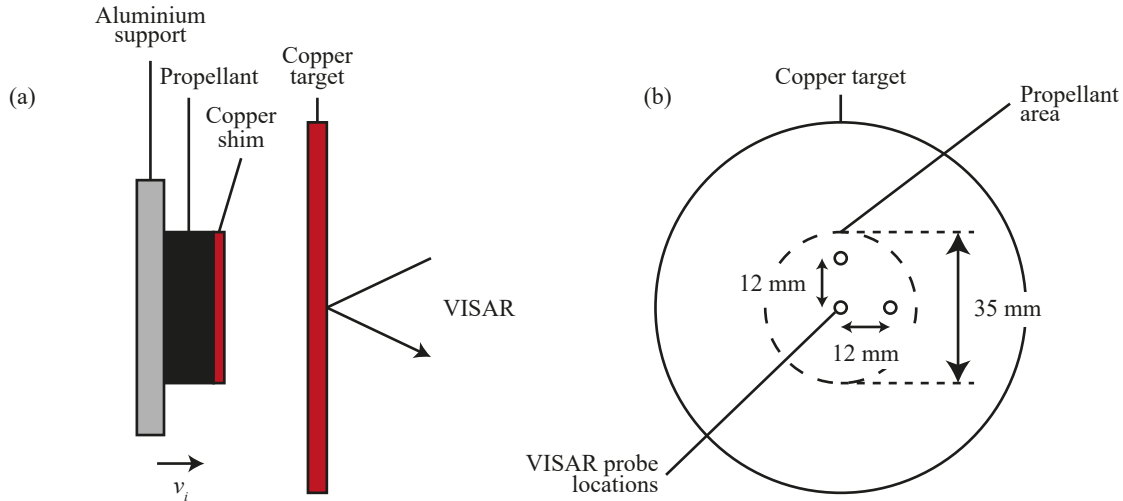 (a)
Aluminium
support
Propellant
Copper
shim
Copper
target
VISAR
v_i
(b)
Copper target
Propellant
area
12 mm
12 mm
35 mm
VISAR probe
locations